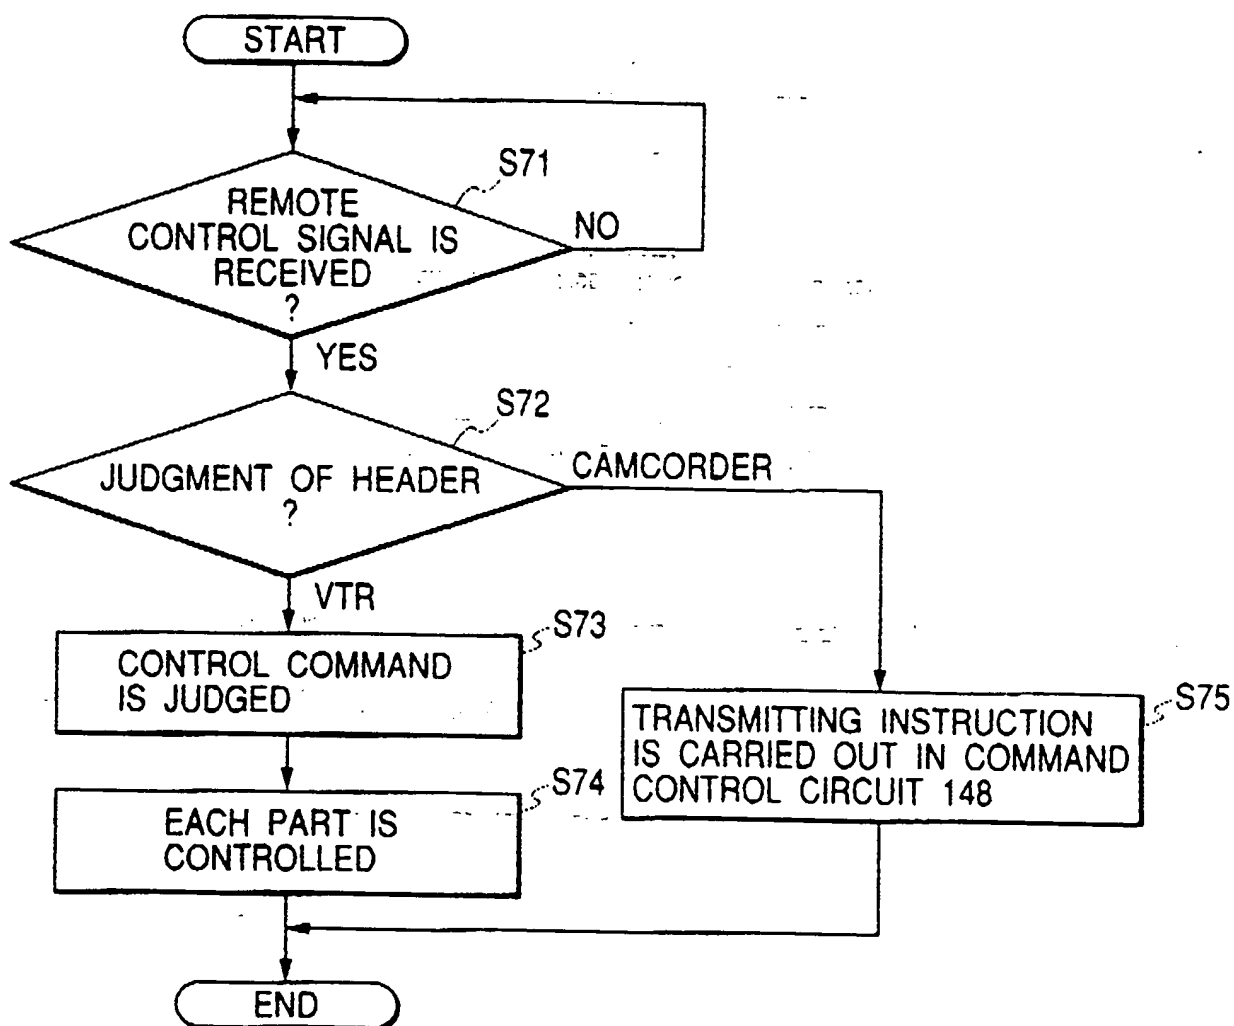 START
S71
REMOTE
CONTROL SIGNAL IS
RECEIVED
?
NO
YES
S72
JUDGMENT OF HEADER
?
CAMCORDER
VTR
S73
CONTROL COMMAND
IS JUDGED
S75
TRANSMITTING INSTRUCTION
IS CARRIED OUT IN COMMAND
CONTROL CIRCUIT 148
S74
EACH PART IS
CONTROLLED
END